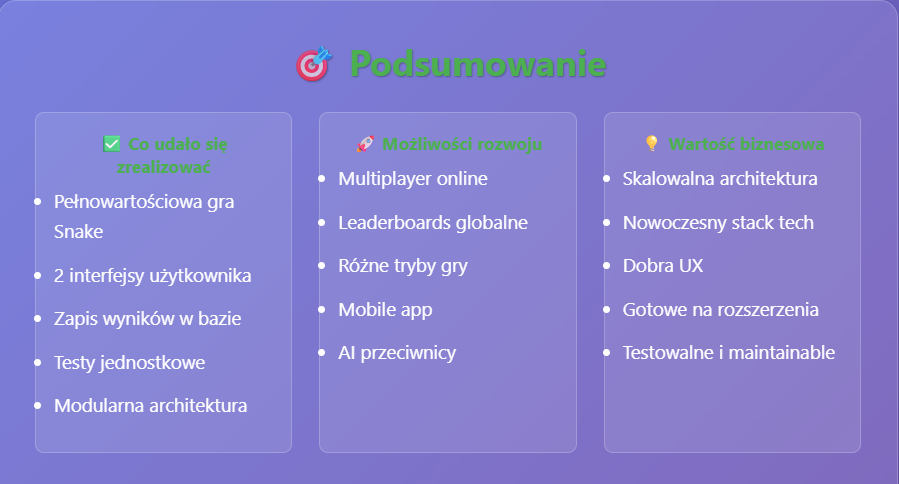 🎯 Podsumowanie
✅ Co udało się
zrealizować
• Pełnowartościowa gra
Snake
• 2 interfejsy użytkownika
• Zapis wyników w bazie
• Testy jednostkowe
• Modularna architektura
🚀 Możliwości rozwoju
• Multiplayer online
• Leaderboards globalne
• Różne tryby gry
• Mobile app
• AI przeciwnicy
💡 Wartość biznesowa
• Skalowalna architektura
• Nowoczesny stack tech
• Dobra UX
• Gotowe na rozszerzenia
• Testowalne i maintainable